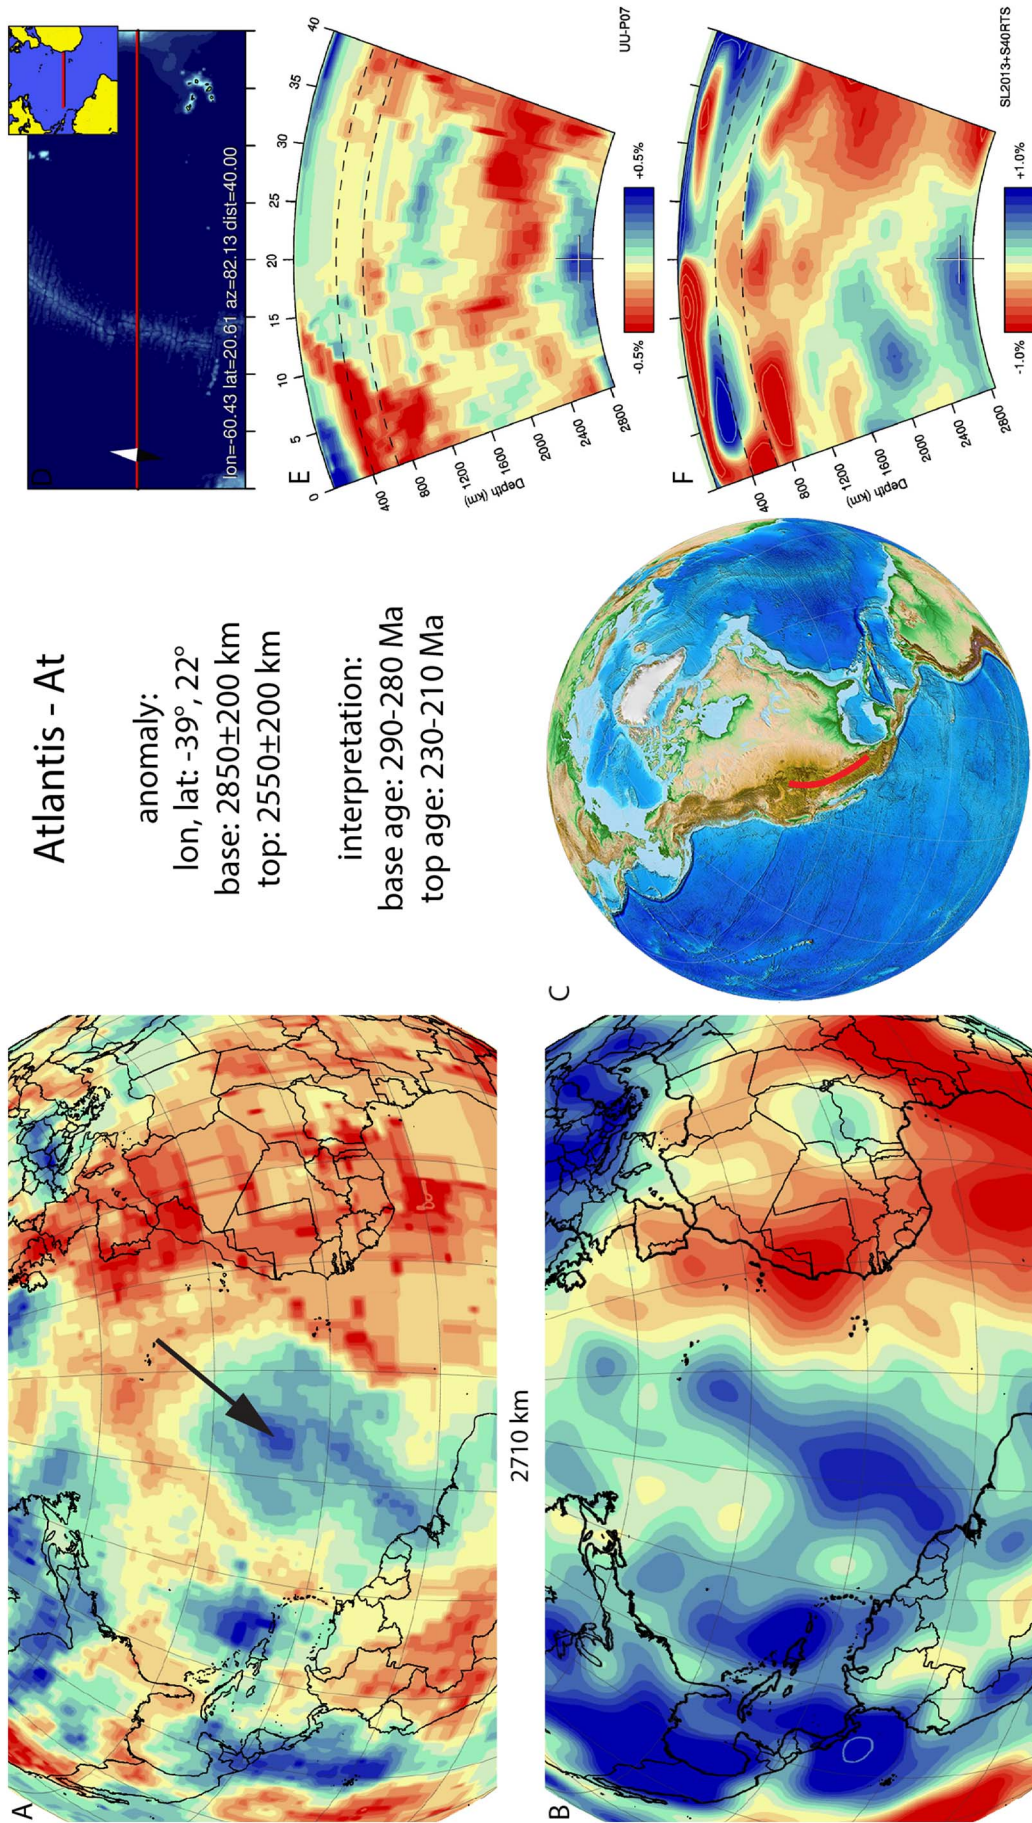 Atlantis - At
anomaly:
lon, lat: -39°, 22°
base: 2850±200 km
top: 2550±200 km
interpretation:
base age: 290-280 Ma
top age: 230-210 Ma
A
2710 km
B
C
D
lon=-60.43 lat=20.61 az=82.13 dist=40.00
E
0
5
10
15
20
25
30
35
40
400
800
1200
1600
2000
2400
2800
Depth (km)
-0.5%
+0.5%
UU-P07
F
400
800
1200
1600
2000
2400
2800
Depth (km)
-1.0%
+1.0%
SL2013+S40RTS